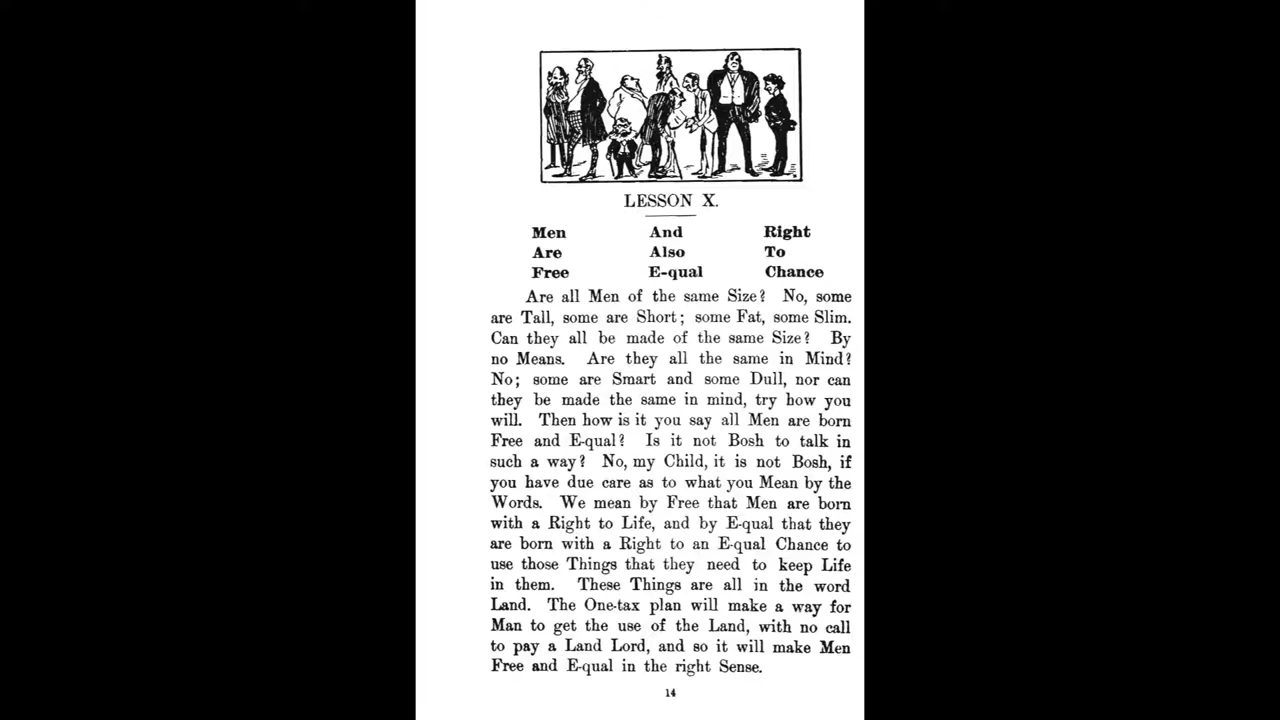 LESSON X.
Men And Right
Are Also To
Free E-qual Chance
Are all Men of the same Size? No, some
are Tall, some are Short; some Fat, some Slim.
Can they all be made of the same Size? By
no Means. Are they all the same in Mind?
No; some are Smart and some Dull, nor can
they be made the same in mind, try how you
will. Then how is it you say all Men are born
Free and E-qual? Is it not Bosh to talk in
such a way? No, my Child, it is not Bosh, if
you have due care as to what you Mean by the
Words. We mean by Free that Men are born
with a Right to Life, and by E-qual that they
are born with a Right to an E-qual Chance to
use those Things that they need to keep Life
in them. These Things are all in the word
Land. The One-tax plan will make a way for
Man to get the use of the Land, with no call
to pay a Land Lord, and so it will make Men
Free and E-qual in the right Sense.
14